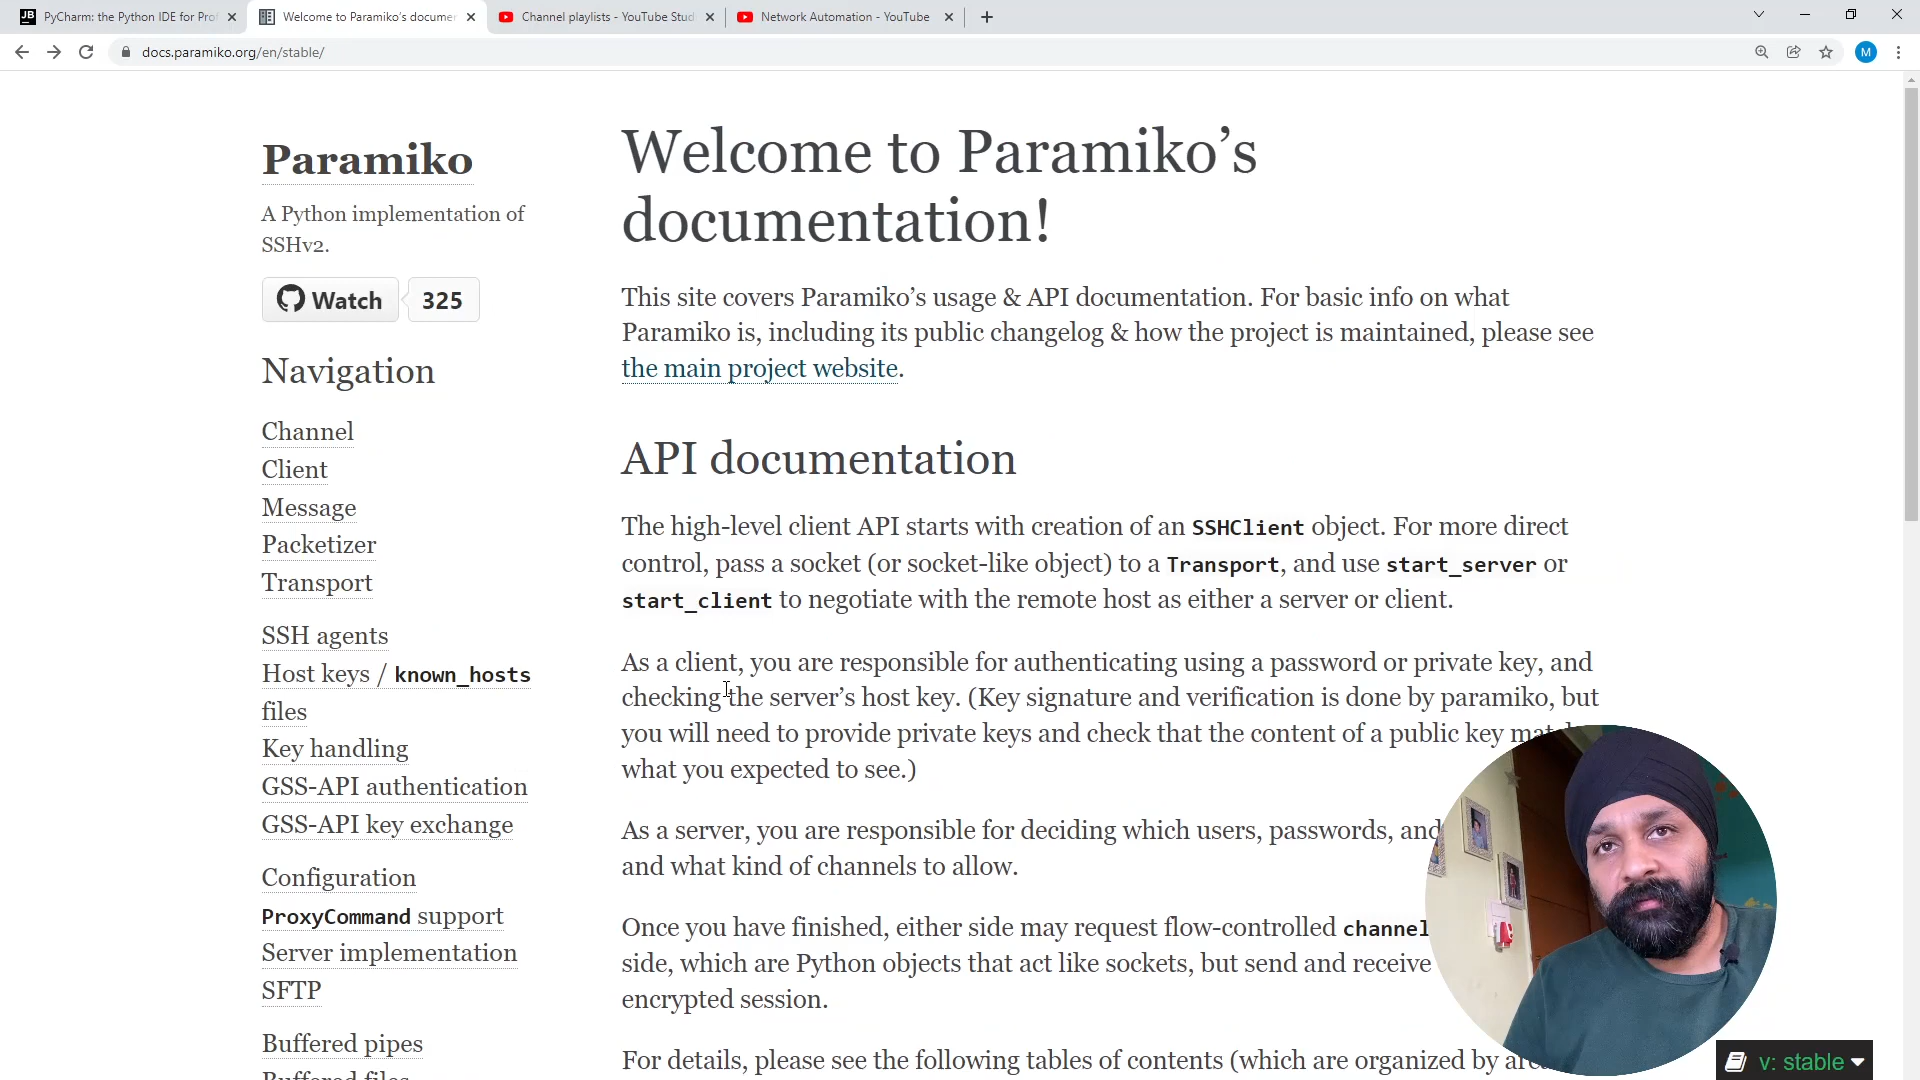 PyCharm: the Python IDE for Prof
Welcome to Paramiko's documen
Channel playlists - YouTube Stud
Network Automation - YouTube
docs.paramiko.org/en/stable/
M
Paramiko
A Python implementation of
SSHv2.
Watch 325
Navigation
Channel
Client
Message
Packetizer
Transport
SSH agents
Host keys / known_hosts
files
Key handling
GSS-API authentication
GSS-API key exchange
Configuration
ProxyCommand support
Server implementation
SFTP
Buffered pipes
Buffered files
Welcome to Paramiko's
documentation!
This site covers Paramiko's usage & API documentation. For basic info on what
Paramiko is, including its public changelog & how the project is maintained, please see
the main project website.
API documentation
The high-level client API starts with creation of an SSHClient object. For more direct
control, pass a socket (or socket-like object) to a Transport, and use start_server or
start_client to negotiate with the remote host as either a server or client.
As a client, you are responsible for authenticating using a password or private key, and
checking the server's host key. (Key signature and verification is done by paramiko, but
you will need to provide private keys and check that the content of a public key
what you expected to see.)
As a server, you are responsible for deciding which users, passwords, and
and what kind of channels to allow.
Once you have finished, either side may request flow-controlled channel
side, which are Python objects that act like sockets, but send and receive
encrypted session.
For details, please see the following tables of contents (which are organized by
v: stable